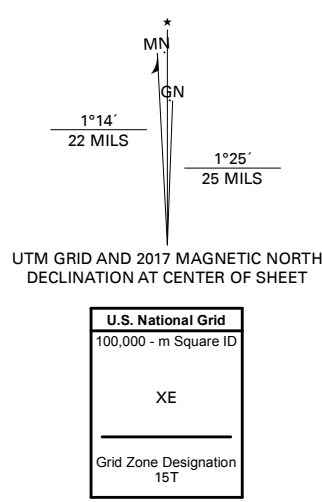 MN
GN
1°14´
22 MILS
1°25´
25 MILS
UTM GRID AND 2017 MAGNETIC NORTH
DECLINATION AT CENTER OF SHEET
U.S. National Grid
100,000 - m Square ID
XE
Grid Zone Designation
15T